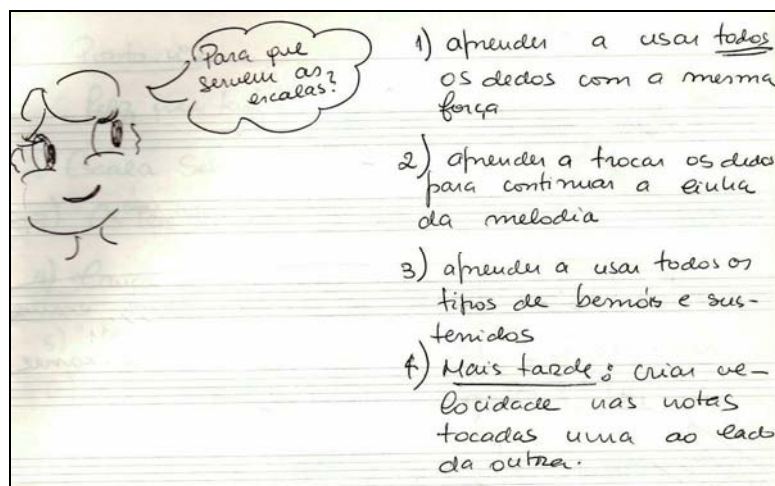 Para que
servem as
escalas?
1) aprender a usar todos
os dedos com a mesma
força
2) aprender a trocar os dedos
para continuar a linha
da melodia
3) aprender a usar todos os
tipos de bemóis e sus-
tenidos
4) Mais tarde: criar ve-
locidade nas notas
tocadas uma ao lado
da outra.